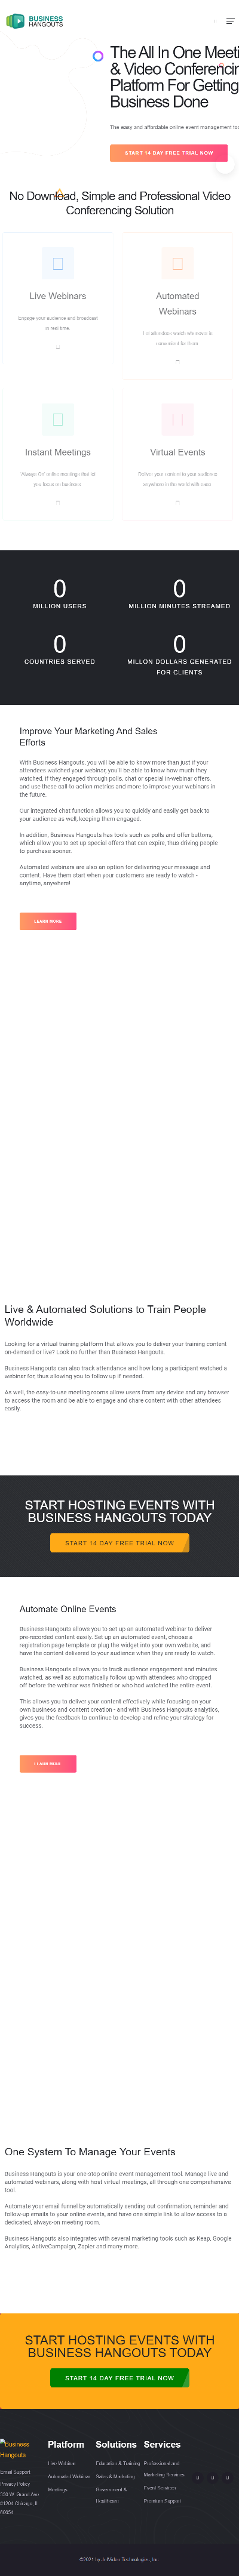 BUSINESS
HANGOUTS
The All In One Meeti
& Video Conferencin
Platform For Getting
Business Done
The easy and affordable online event management too
START 14 DAY FREE TRIAL NOW
No Download, Simple and Professional Video
Conferencing Solution
Live Webinars
Engage your audience and broadcast
in real time.
Automated
Webinars
Let attendees watch whenever is
convenient for them
Instant Meetings
'Always On' online meetings that let
you focus on business.
Virtual Events
Deliver your content to your audience
anywhere in the world with ease.
0
MILLION USERS
0
MILLION MINUTES STREAMED
0
COUNTRIES SERVED
0
MILLON DOLLARS GENERATED
FOR CLIENTS
Improve Your Marketing And Sales
Efforts
With Business Hangouts, you will be able to know more than just if your
attendees watched your webinar, you'll be able to know how much they
watched, if they engaged through polls, chat or special in-webinar offers,
and use these call-to-action metrics and more to improve your webinars in
the future.
Our integrated chat function allows you to quickly and easily get back to
your audience as well, keeping them engaged.
In addition, Business Hangouts has tools such as polls and offer buttons,
which allow you to set up special offers that can expire, thus driving people
to purchase sooner.
Automated webinars are also an option for delivering your message and
content. Have them start when your customers are ready to watch -
anytime, anywhere!
LEARN MORE
Live & Automated Solutions to Train People
Worldwide
Looking for a virtual training platform that allows you to deliver your training content
on-demand or live? Look no further than Business Hangouts.
Business Hangouts can also track attendance and how long a participant watched a
webinar for, thus allowing you to follow up if needed.
As well, the easy-to-use meeting rooms allow users from any device and any browser
to access the room and be able to engage and share content with other attendees
easily.
START HOSTING EVENTS WITH
BUSINESS HANGOUTS TODAY
START 14 DAY FREE TRIAL NOW
Automate Online Events
Business Hangouts allows you to set up an automated webinar to deliver
pre-recorded content easily. Set up an automated event, choose a
registration page template or plug the widget into your own website, and
have the content delivered to your audience when they are ready to watch.
Business Hangouts allows you to track audience engagement and minutes
watched, as well as automatically follow up with attendees who dropped
off before the webinar was finished or who had watched the entire event.
This allows you to deliver your content effectively while focusing on your
own business and content creation - and with Business Hangouts analytics,
gives you the feedback to continue to develop and refine your strategy for
success.
LEARN MORE
One System To Manage Your Events
Business Hangouts is your one-stop online event management tool. Manage live and
automated webinars, along with host virtual meetings, all through one comprehensive
tool.
Automate your email funnel by automatically sending out confirmation, reminder and
follow up emails to your online events, and have one simple link to allow access to a
dedicated, always-on meeting room.
Business Hangouts also integrates with several marketing tools such as Keap, Google
Analytics, ActiveCampaign, Zapier and many more.
START HOSTING EVENTS WITH
BUSINESS HANGOUTS TODAY
START 14 DAY FREE TRIAL NOW
Business
Hangouts
Email Support
Privacy Policy
Platform
Live Webinar
Automated Webinar
Meetings
Solutions
Education & Training
Sales & Marketing
Government &
Healthcare
Services
Professional and
Marketing Services
Event Services
Premium Support
©2021 by JetVideo Technologies, Inc.